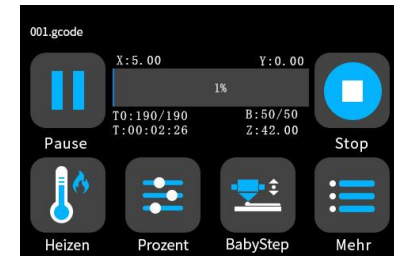 001.gcode
X:5.00 Y:0.00
1%
T0:190/190 B:50/50
T:00:02:26 Z:42.00
Pause Stop
Heizen Prozent BabyStep Mehr